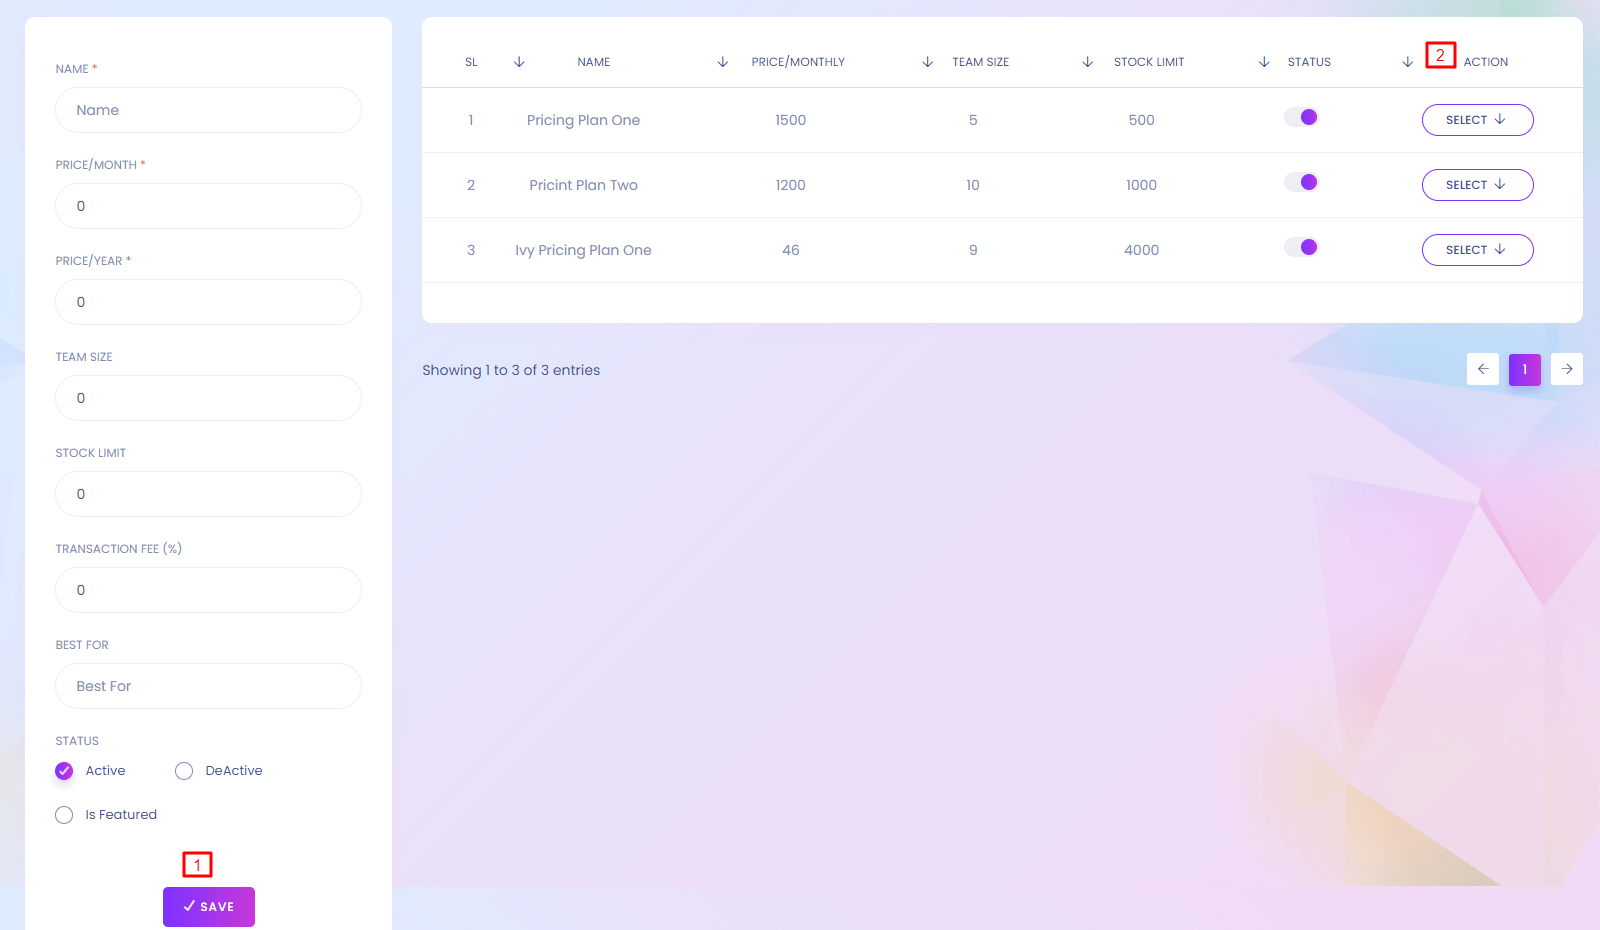 NAME *
Name
PRICE/MONTH *
0
PRICE/YEAR *
0
TEAM SIZE
0
STOCK LIMIT
0
TRANSACTION FEE (%)
0
BEST FOR
Best For
STATUS
Active DeActive
Is Featured
1
SAVE
SL NAME PRICE/MONTHLY TEAM SIZE STOCK LIMIT STATUS 2 ACTION
1 Pricing Plan One 1500 5 500 SELECT
2 Pricint Plan Two 1200 10 1000 SELECT
3 Ivy Pricing Plan One 46 9 4000 SELECT
Showing 1 to 3 of 3 entries 1